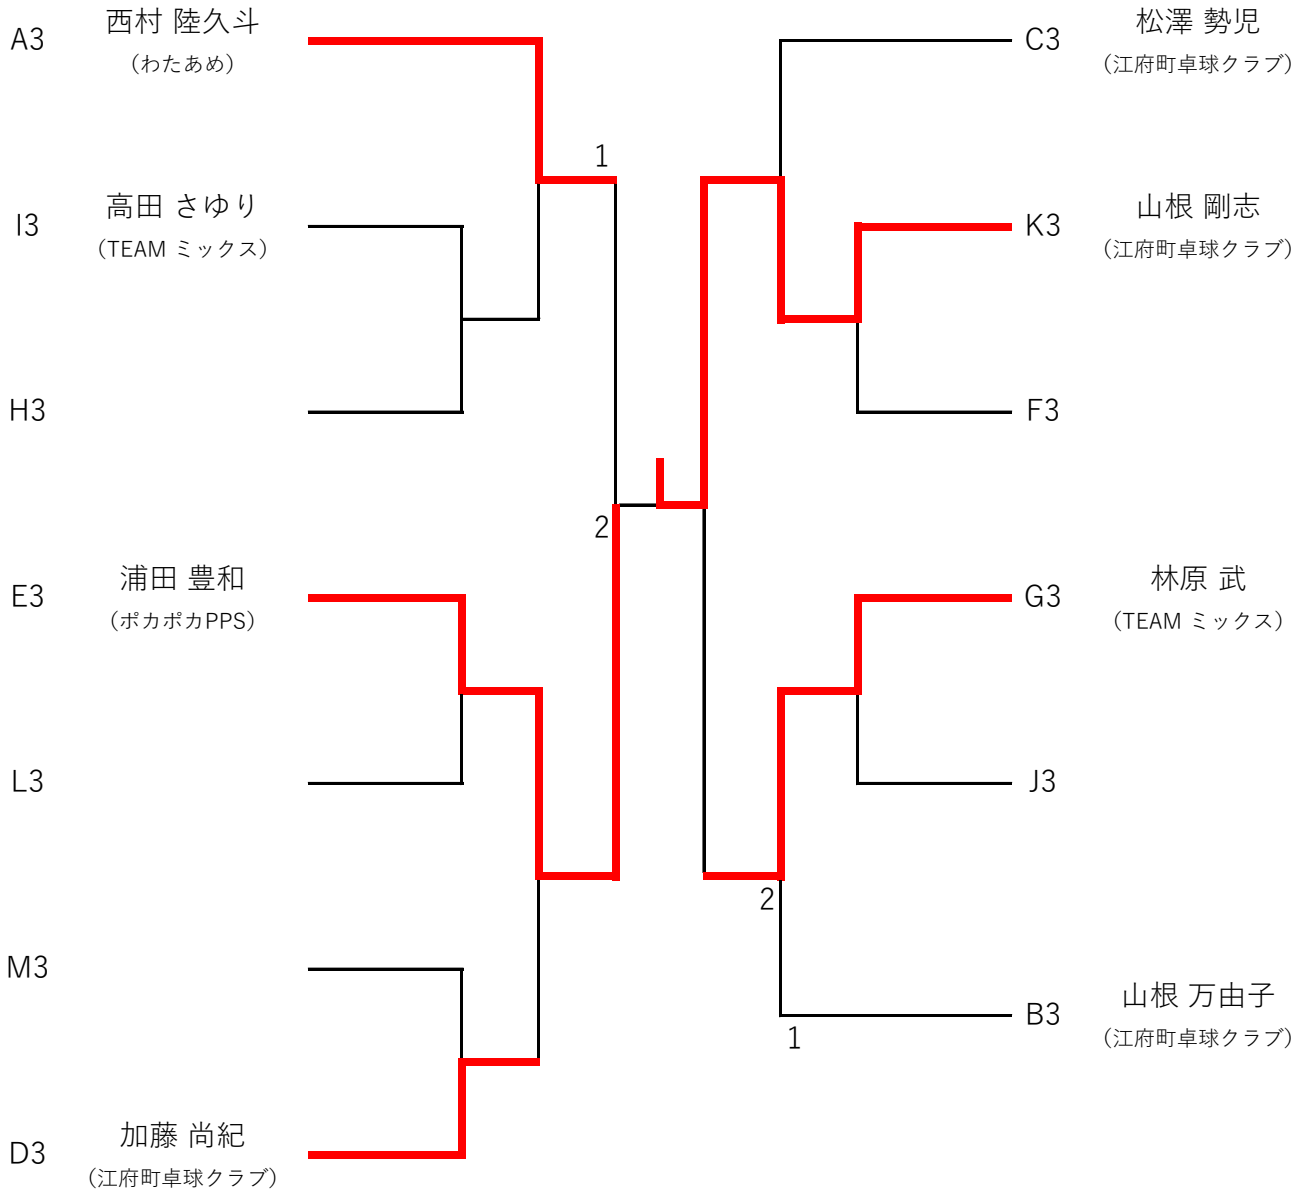 A3
西村 陸久斗
（わたあめ）
1
I3
高田 さゆり
（TEAM ミックス）
H3
2
E3
浦田 豊和
（ポカポカPPS）
L3
M3
D3
加藤 尚紀
（江府町卓球クラブ）
C3
松澤 勢児
（江府町卓球クラブ）
K3
山根 剛志
（江府町卓球クラブ）
F3
G3
林原 武
（TEAM ミックス）
J3
2
B3
山根 万由子
（江府町卓球クラブ）
1